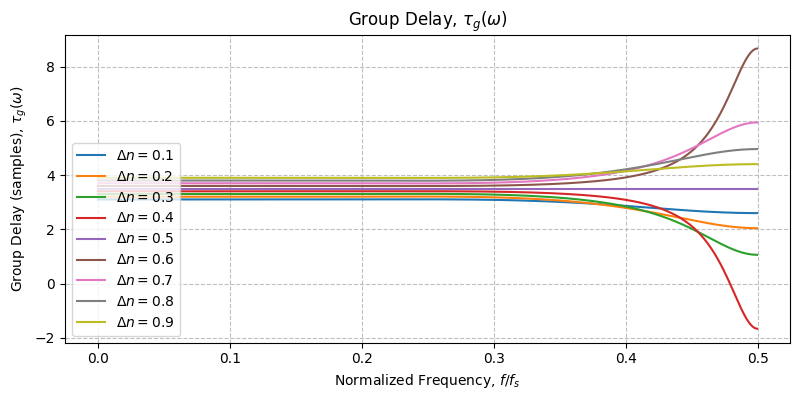 Group Delay, τ_g(ω)
Group Delay (samples), τ_g(ω)
8
6
4
2
0
−2
Δn = 0.1
Δn = 0.2
Δn = 0.3
Δn = 0.4
Δn = 0.5
Δn = 0.6
Δn = 0.7
Δn = 0.8
Δn = 0.9
0.0 0.1 0.2 0.3 0.4 0.5
Normalized Frequency, f/f_s